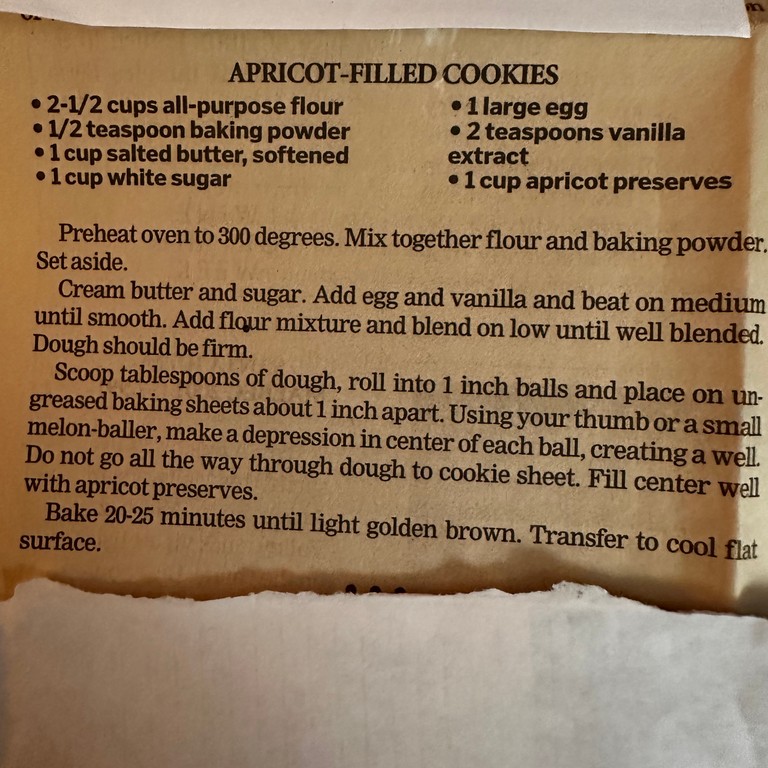 APRICOT-FILLED COOKIES
• 2-1/2 cups all-purpose flour
• 1/2 teaspoon baking powder
• 1 cup salted butter, softened
• 1 cup white sugar
• 1 large egg
• 2 teaspoons vanilla
extract
• 1 cup apricot preserves
Preheat oven to 300 degrees. Mix together flour and baking powder.
Set aside.
Cream butter and sugar. Add egg and vanilla and beat on medium
until smooth. Add flour mixture and blend on low until well blended.
Dough should be firm.
Scoop tablespoons of dough, roll into 1 inch balls and place on un-
greased baking sheets about 1 inch apart. Using your thumb or a small
melon-baller, make a depression in center of each ball, creating a well.
Do not go all the way through dough to cookie sheet. Fill center well
with apricot preserves.
Bake 20-25 minutes until light golden brown. Transfer to cool flat
surface.